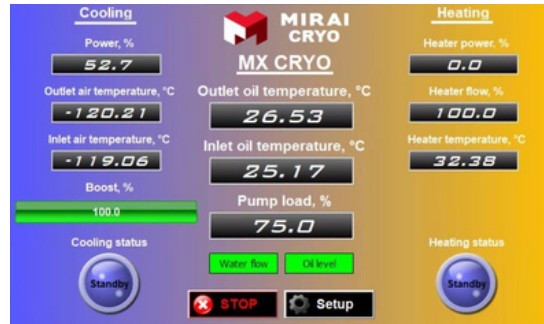 Cooling
Power, %
52.7
Outlet air temperature, °C
-120.21
Inlet air temperature, °C
-119.06
Boost, %
100.0
Cooling status
Standby
MIRAI
CRYO
MX CRYO
Outlet oil temperature, °C
26.53
Inlet oil temperature, °C
25.17
Pump load, %
75.0
Water flow
Oil level
STOP
Setup
Heating
Heater power, %
0.0
Heater flow, %
100.0
Heater temperature, °C
32.38
Heating status
Standby